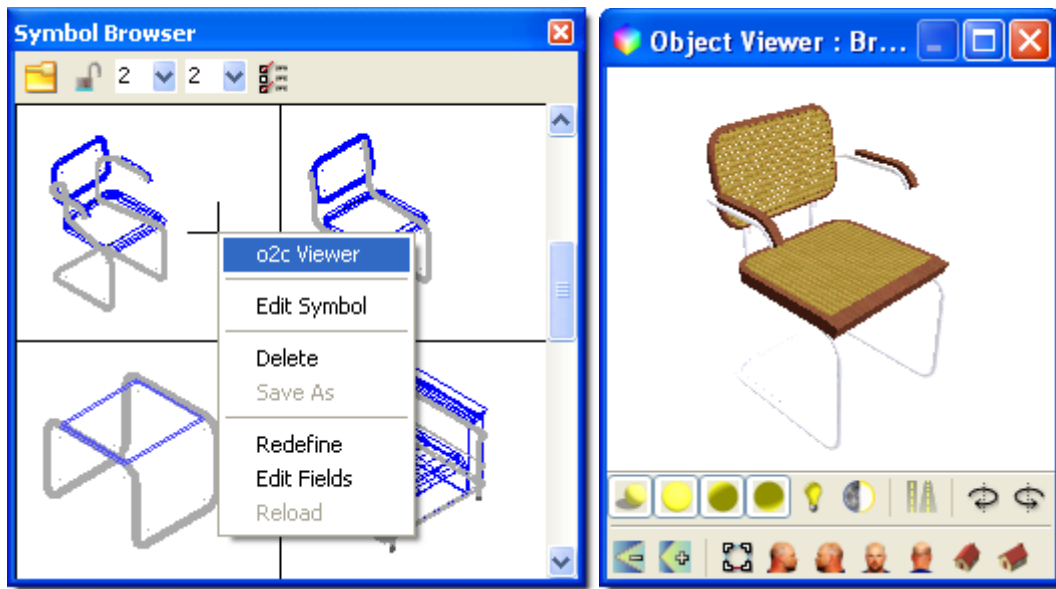 Symbol Browser
2 2
o2c Viewer
Edit Symbol
Delete
Save As
Redefine
Edit Fields
Reload
Object Viewer : Br...